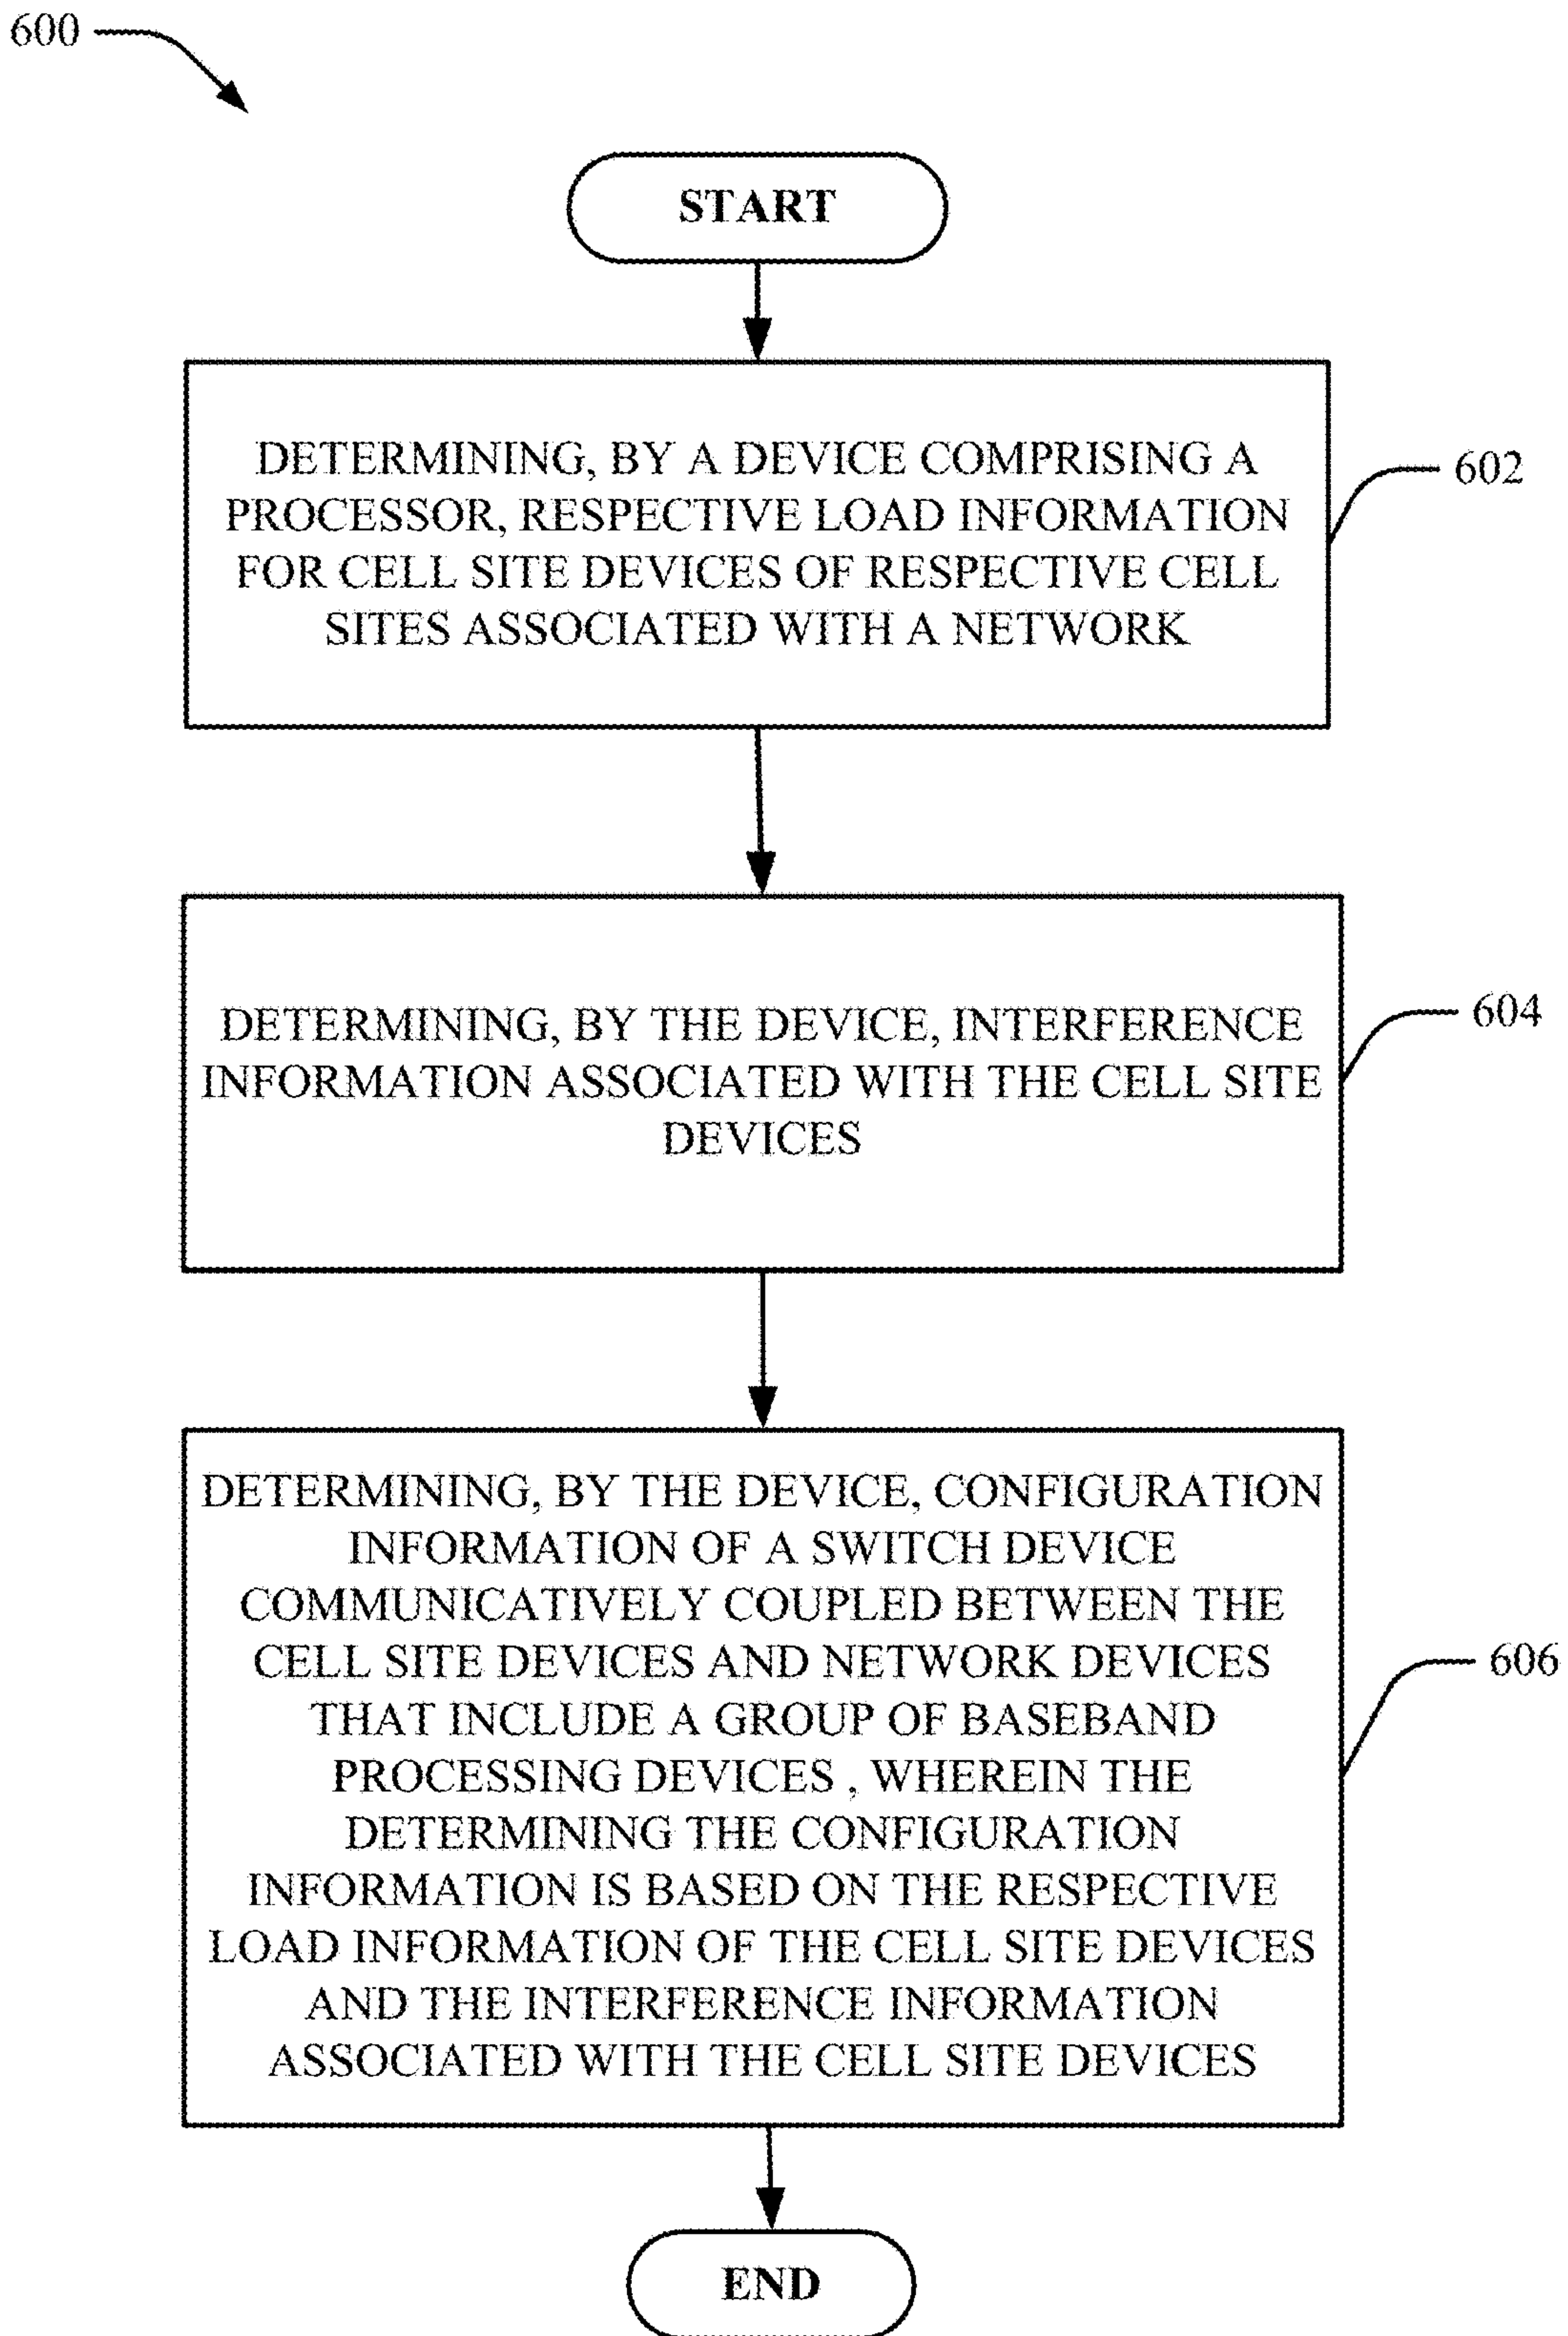 600
START
DETERMINING, BY A DEVICE COMPRISING A
PROCESSOR, RESPECTIVE LOAD INFORMATION
FOR CELL SITE DEVICES OF RESPECTIVE CELL
SITES ASSOCIATED WITH A NETWORK
602
DETERMINING, BY THE DEVICE, INTERFERENCE
INFORMATION ASSOCIATED WITH THE CELL SITE
DEVICES
604
DETERMINING, BY THE DEVICE, CONFIGURATION
INFORMATION OF A SWITCH DEVICE
COMMUNICATIVELY COUPLED BETWEEN THE
CELL SITE DEVICES AND NETWORK DEVICES
THAT INCLUDE A GROUP OF BASEBAND
PROCESSING DEVICES , WHEREIN THE
DETERMINING THE CONFIGURATION
INFORMATION IS BASED ON THE RESPECTIVE
LOAD INFORMATION OF THE CELL SITE DEVICES
AND THE INTERFERENCE INFORMATION
ASSOCIATED WITH THE CELL SITE DEVICES
606
END